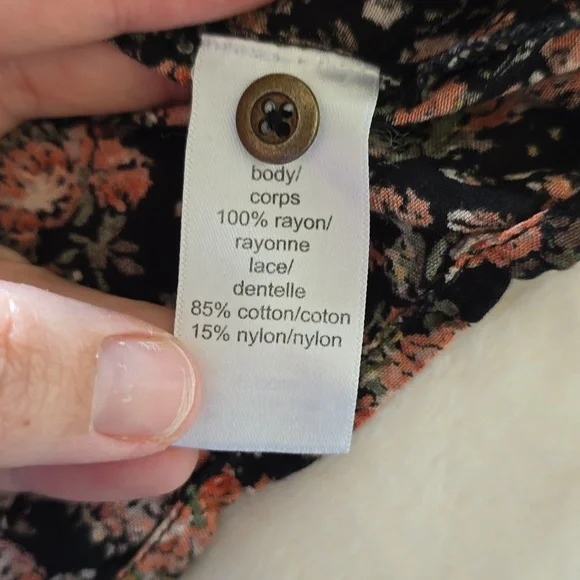 body/
corps
100% rayon/
rayonne
lace/
dentelle
85% cotton/coton
15% nylon/nylon